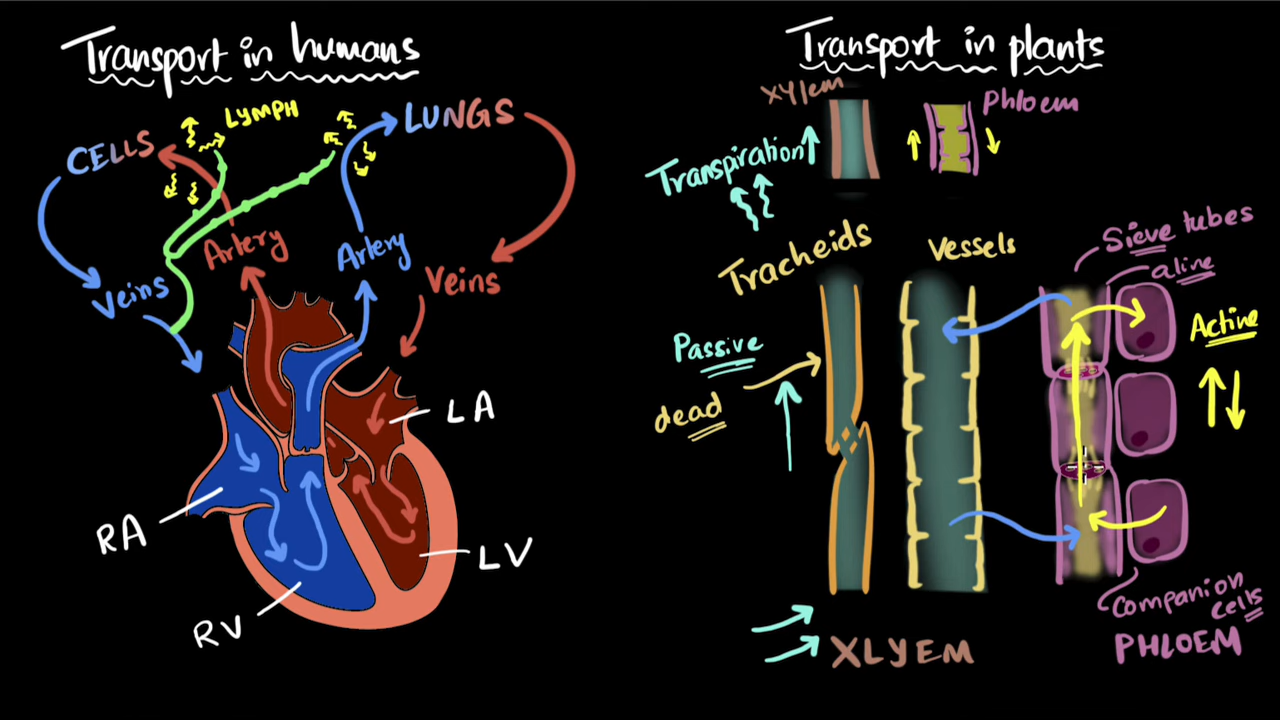 Transport in humans
LYMPH
LUNGS
CELLS
Artery
Artery
Veins
Veins
LA
RA
LV
RV
Transport in plants
Xylem
Phloem
Transpiration
Tracheids
Vessels
Sieve tubes
alive
Passive
Active
dead
Companion
cells
XLYEM
PHLOEM